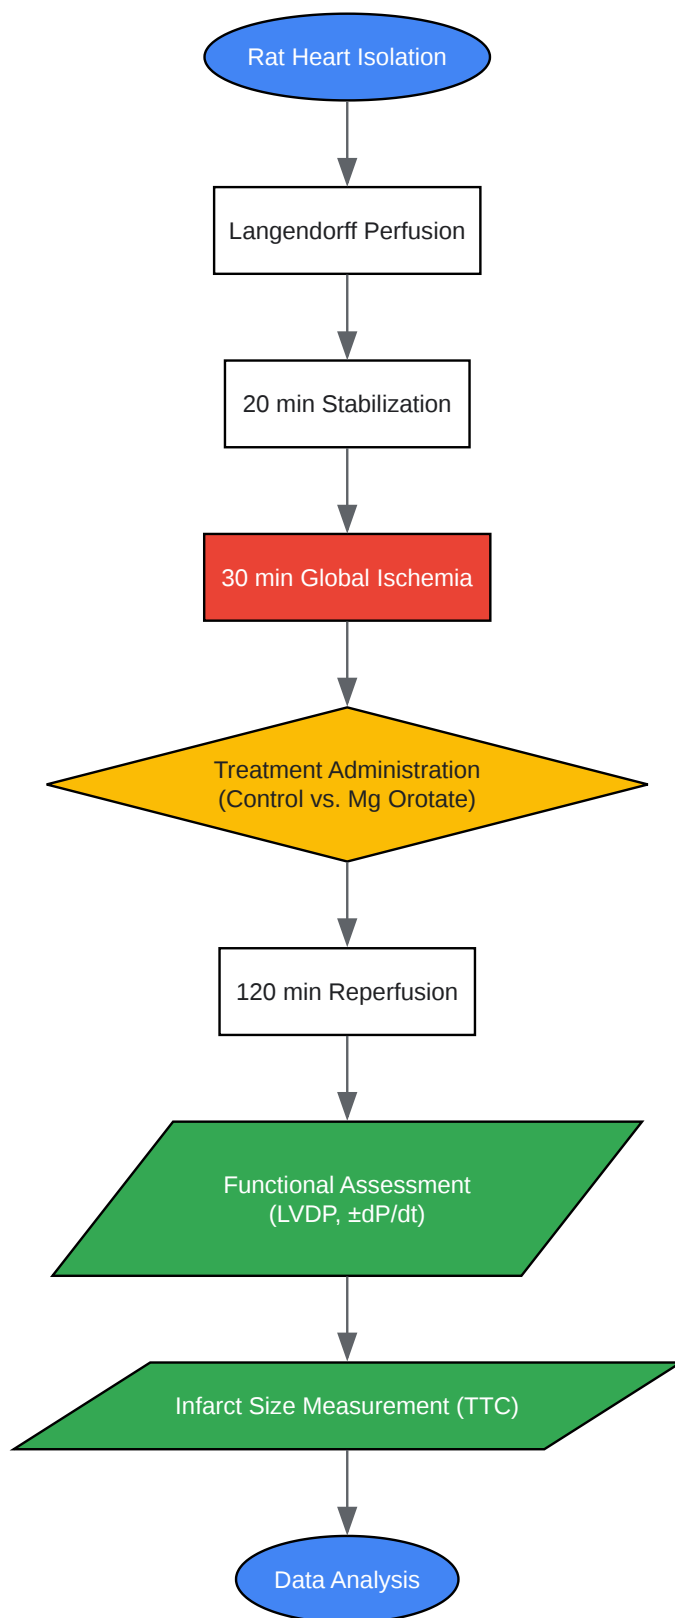 Rat Heart Isolation
Langendorff Perfusion
20 min Stabilization
30 min Global Ischemia
Treatment Administration
(Control vs. Mg Orotate)
120 min Reperfusion
Functional Assessment
(LVDP, ±dP/dt)
Infarct Size Measurement (TTC)
Data Analysis